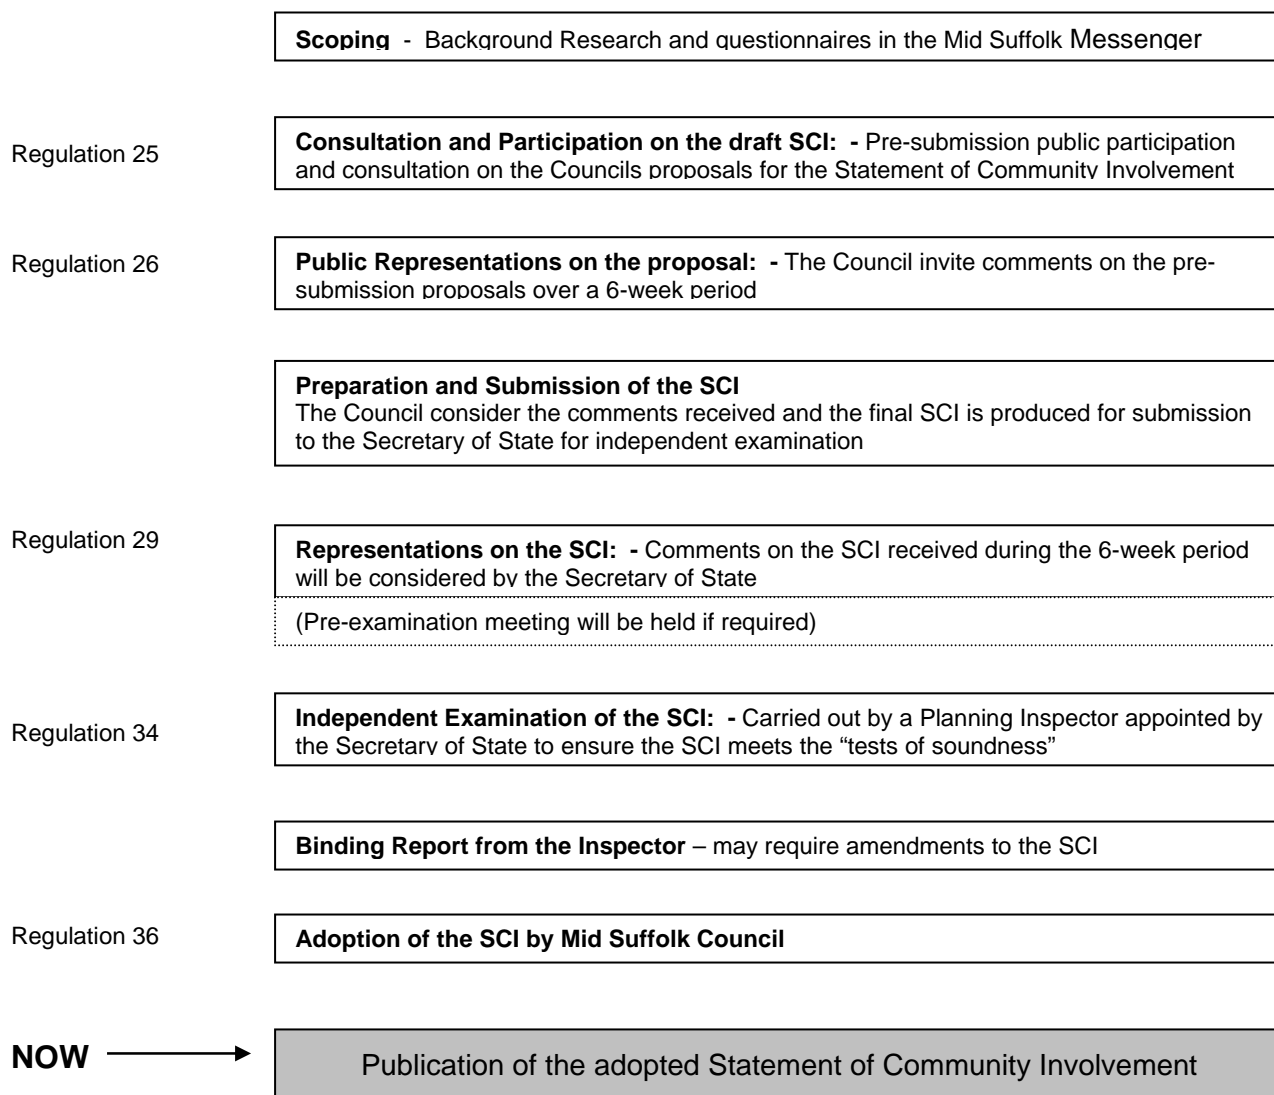 Scoping - Background Research and questionnaires in the Mid Suffolk Messenger
Regulation 25
Consultation and Participation on the draft SCI: - Pre-submission public participation
and consultation on the Councils proposals for the Statement of Community Involvement
Regulation 26
Public Representations on the proposal: - The Council invite comments on the pre-
submission proposals over a 6-week period
Preparation and Submission of the SCI
The Council consider the comments received and the final SCI is produced for submission
to the Secretary of State for independent examination
Regulation 29
Representations on the SCI: - Comments on the SCI received during the 6-week period
will be considered by the Secretary of State
(Pre-examination meeting will be held if required)
Regulation 34
Independent Examination of the SCI: - Carried out by a Planning Inspector appointed by
the Secretary of State to ensure the SCI meets the “tests of soundness”
Binding Report from the Inspector – may require amendments to the SCI
Regulation 36
Adoption of the SCI by Mid Suffolk Council
NOW
Publication of the adopted Statement of Community Involvement